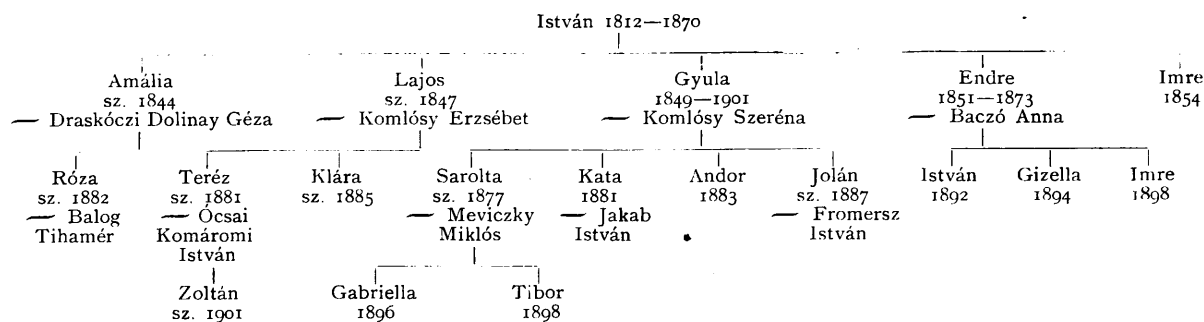 István 1812—1870
Amália Lajos Gyula Endre Imre
sz. 1844 sz. 1847 1849—1901 1851—1873 1854
— Draskóczi Dolinay Géza — Komlósy Erzsébet — Komlósy Szeréna — Baczó Anna
Róza Teréz Klára Sarolta Kata Andor Jolán István Gizella Imre
sz. 1882 sz. 1881 sz. 1885 sz. 1877 1881 1883 sz. 1887 1892 1894 1898
— Balog — Ócsai — Meviczky — Jakab — Fromersz
Tihamér Komáromi Miklós István István
István
Zoltán Gabriella Tibor
sz. 1901 1896 1898